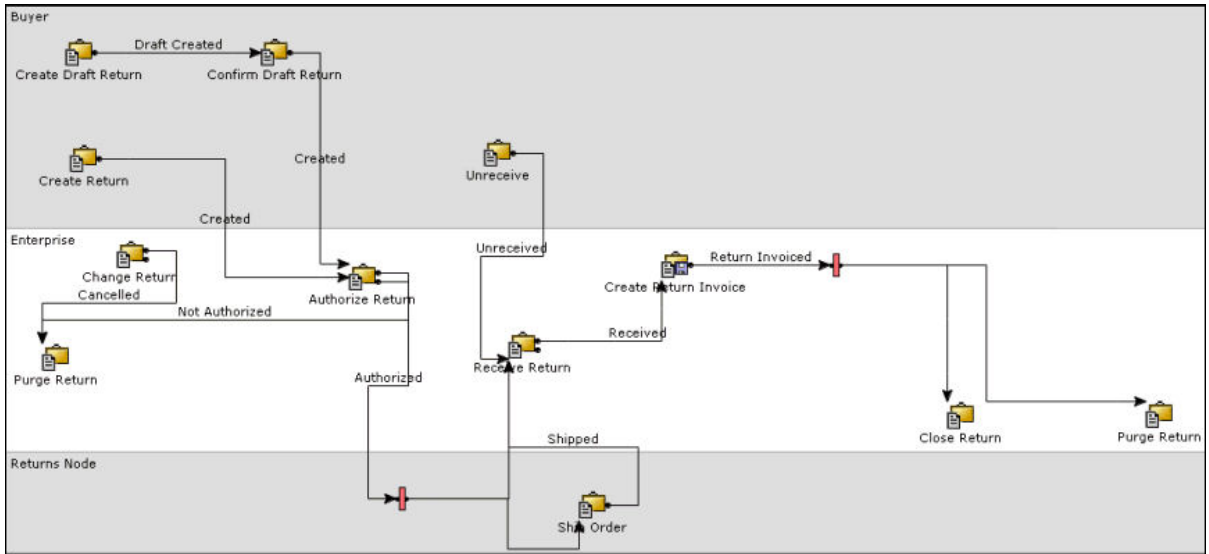 Buyer
Draft Created
Create Draft Return
Confirm Draft Return
Created
Unreceive
Create Return
Created
Enterprise
Unreceived
Return Invoiced
Change Return
Create Return Invoice
Cancelled
Authorize Return
Not Authorized
Received
Receive Return
Purge Return
Authorized
Close Return
Purge Return
Shipped
Returns Node
Ship Order